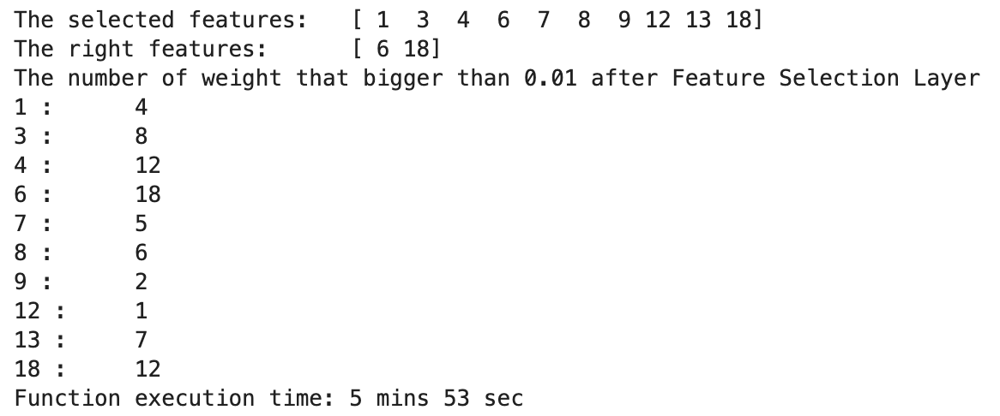 The selected features:   [ 1  3  4  6  7  8  9 12 13 18]
The right features:      [ 6 18]
The number of weight that bigger than 0.01 after Feature Selection Layer
1 :      4
3 :      8
4 :      12
6 :      18
7 :      5
8 :      6
9 :      2
12 :     1
13 :     7
18 :     12
Function execution time: 5 mins 53 sec